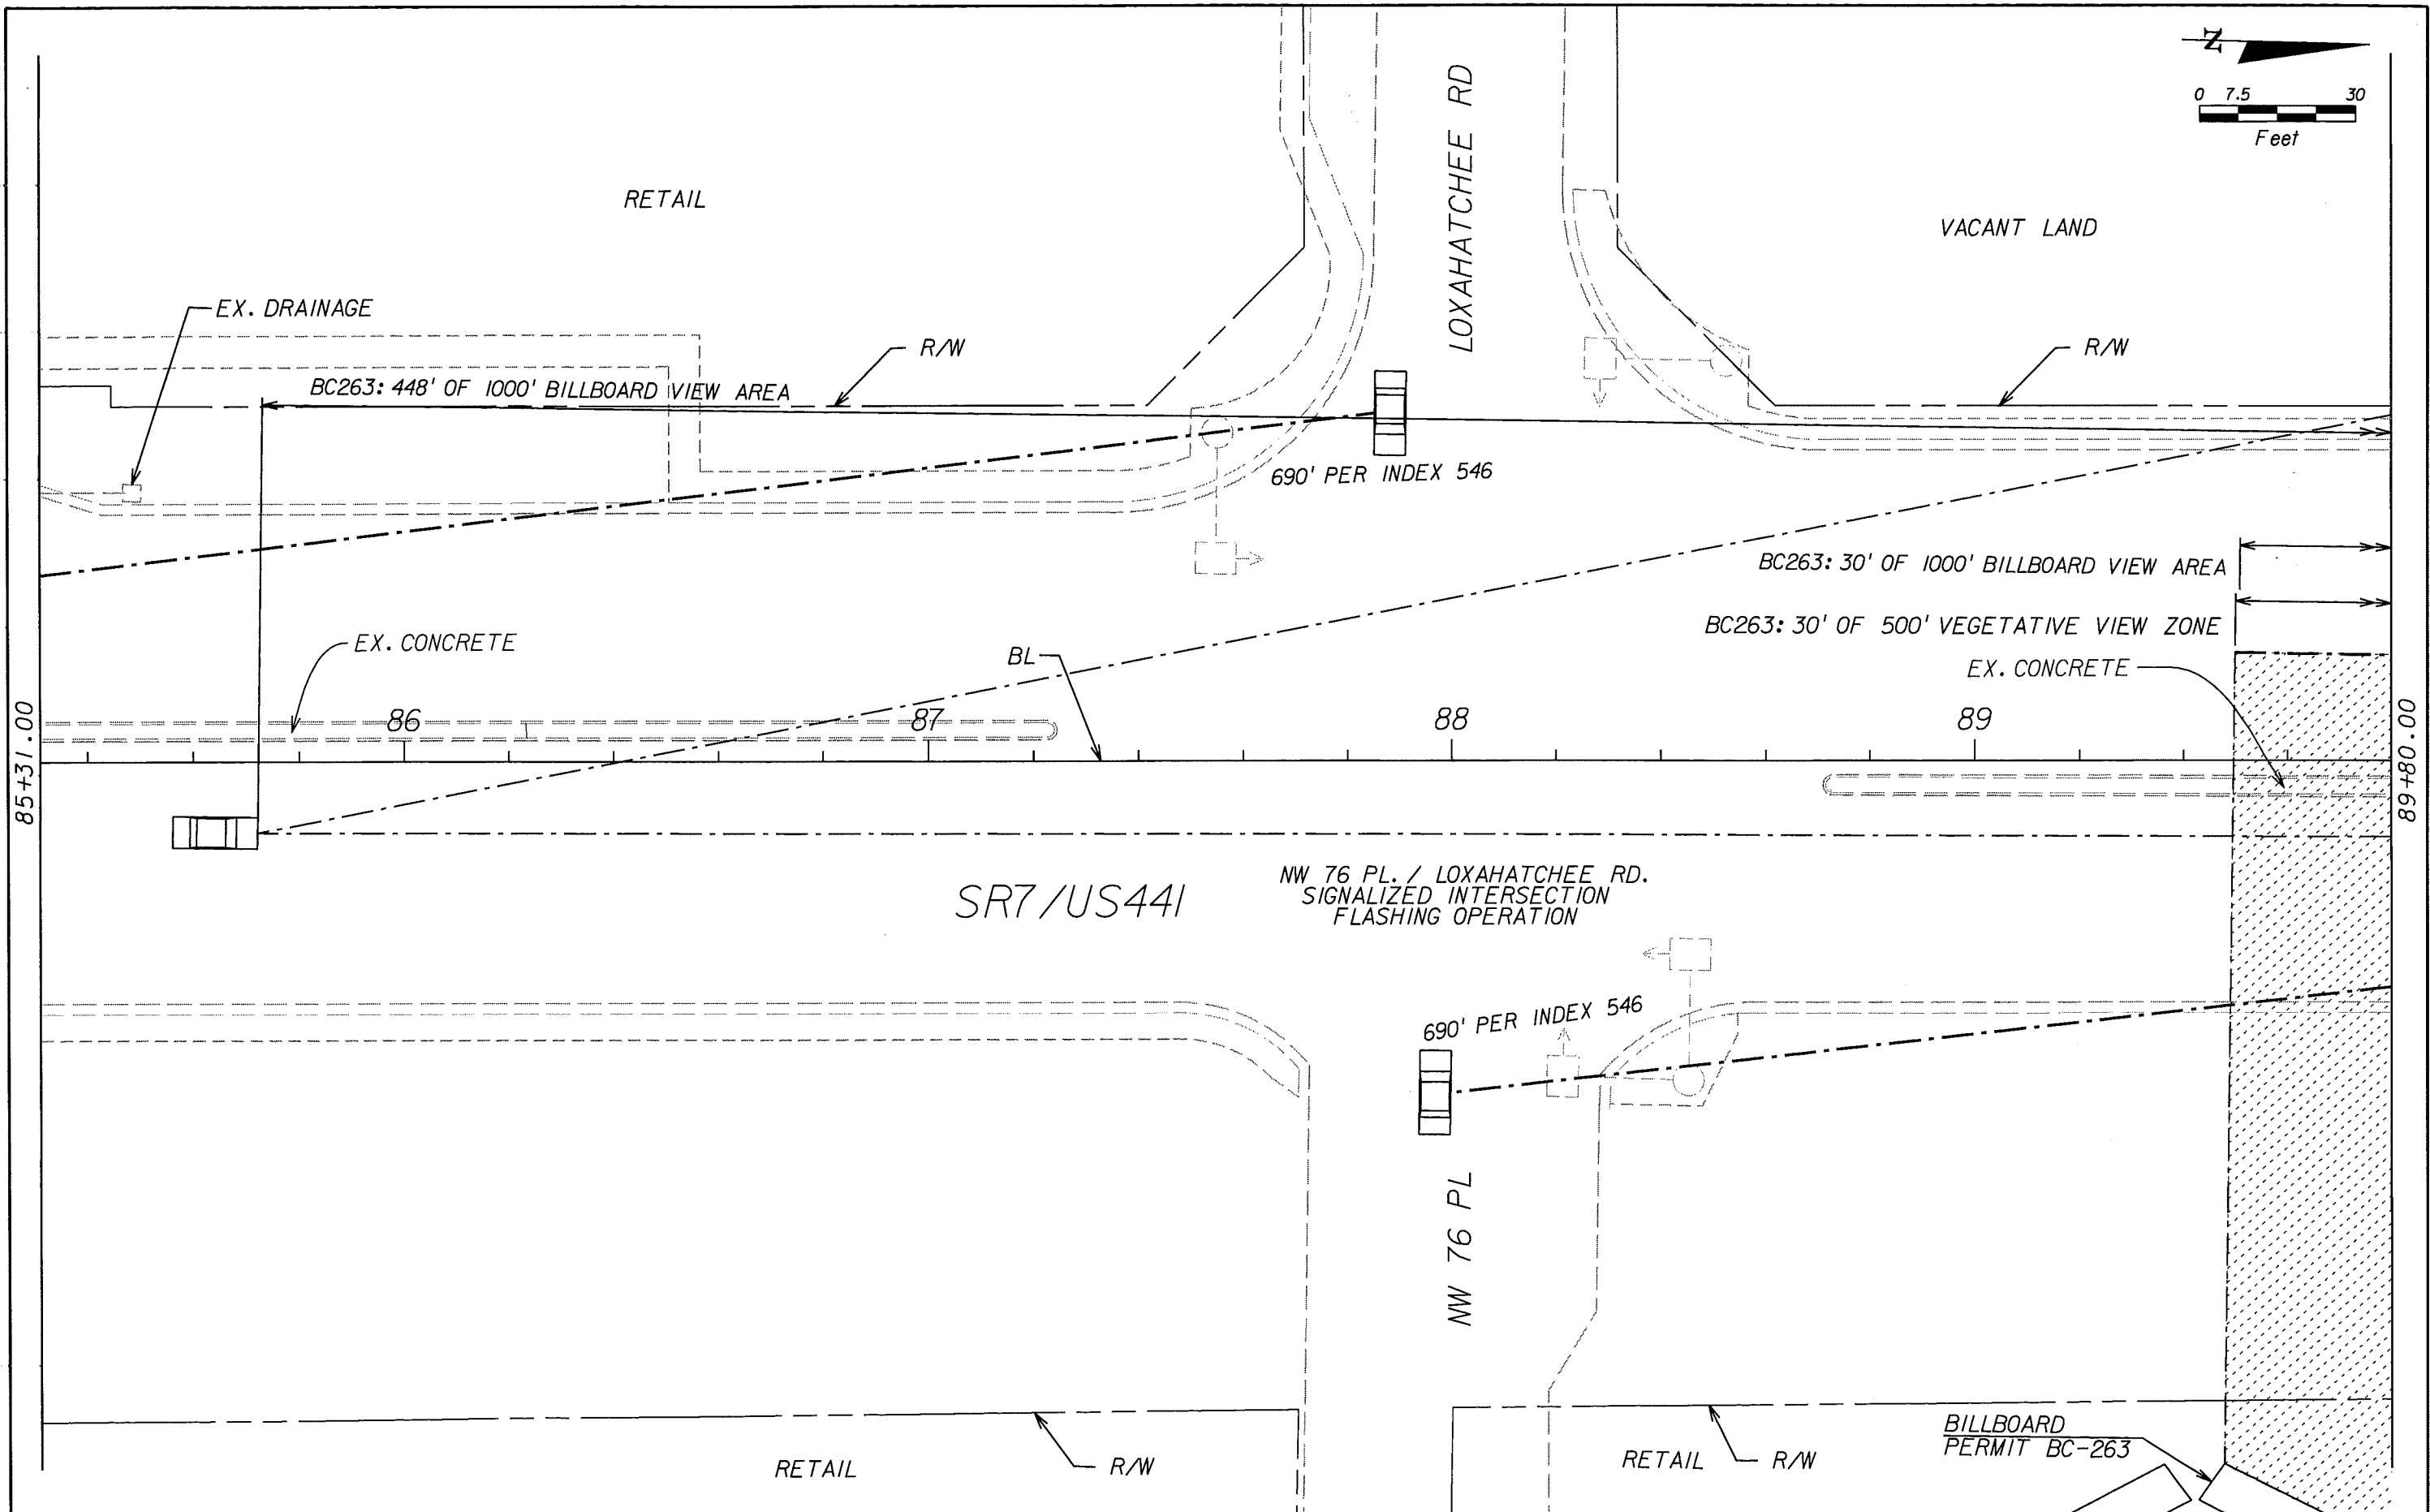 N
0 7.5 30
Feet
LOXAHATCHEE RD
RETAIL
VACANT LAND
EX. DRAINAGE
R/W
R/W
BC263: 448' OF 1000' BILLBOARD VIEW AREA
690' PER INDEX 546
BC263: 30' OF 1000' BILLBOARD VIEW AREA
BC263: 30' OF 500' VEGETATIVE VIEW ZONE
EX. CONCRETE
BL
EX. CONCRETE
86 87 88 89
85+31.00
89+80.00
SR7/US441
NW 76 PL. / LOXAHATCHEE RD.
SIGNALIZED INTERSECTION
FLASHING OPERATION
690' PER INDEX 546
NW 76 PL
BILLBOARD
PERMIT BC-263
RETAIL
R/W
RETAIL
R/W